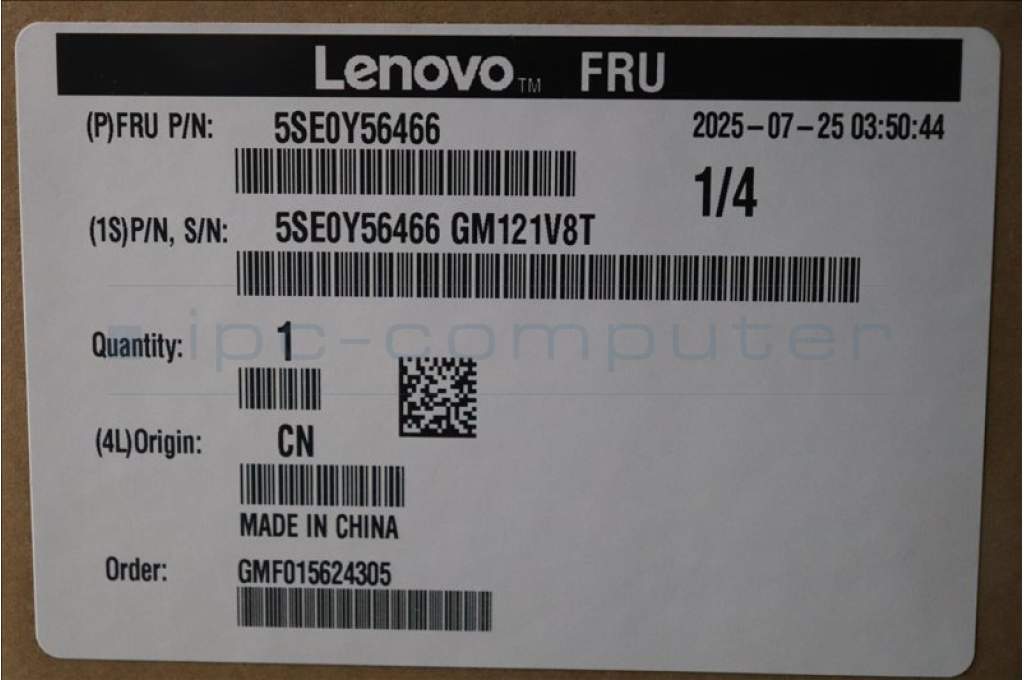 Lenovo™ FRU
(P)FRU P/N: 5SE0Y56466 2025-07-25 03:50:44
1/4
(1S)P/N, S/N: 5SE0Y56466 GM121V8T
ipc-computer
Quantity: 1
(4L)Origin: CN
MADE IN CHINA
Order: GMF015624305